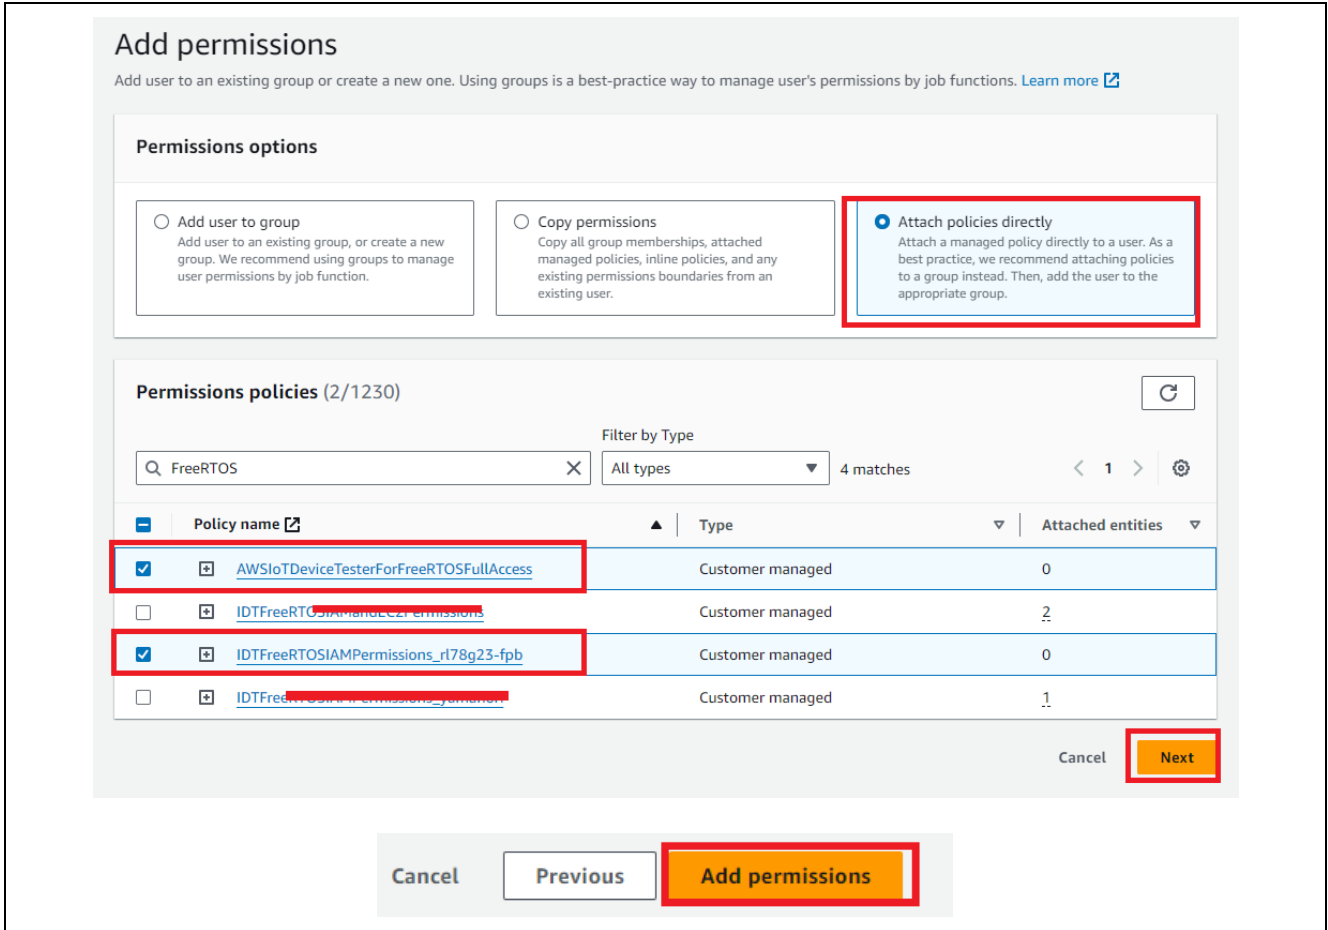 Add permissions
Add user to an existing group or create a new one. Using groups is a best-practice way to manage user's permissions by job functions. Learn more
Permissions options
Add user to group
Add user to an existing group, or create a new
group. We recommend using groups to manage
user permissions by job function.
Copy permissions
Copy all group memberships, attached
managed policies, inline policies, and any
existing permissions boundaries from an
existing user.
Attach policies directly
Attach a managed policy directly to a user. As a
best practice, we recommend attaching policies
to a group instead. Then, add the user to the
appropriate group.
Permissions policies (2/1230)
Filter by Type
FreeRTOS
All types
4 matches
1
Policy name
Type
Attached entities
AWSIoTDeviceTesterForFreeRTOSFullAccess
Customer managed
0
IDTFreeRTOSIAMandEC2Permissions
Customer managed
2
IDTFreeRTOSIAMPermissions_rl78g23-fpb
Customer managed
0
Customer managed
1
Cancel
Next
Cancel
Previous
Add permissions